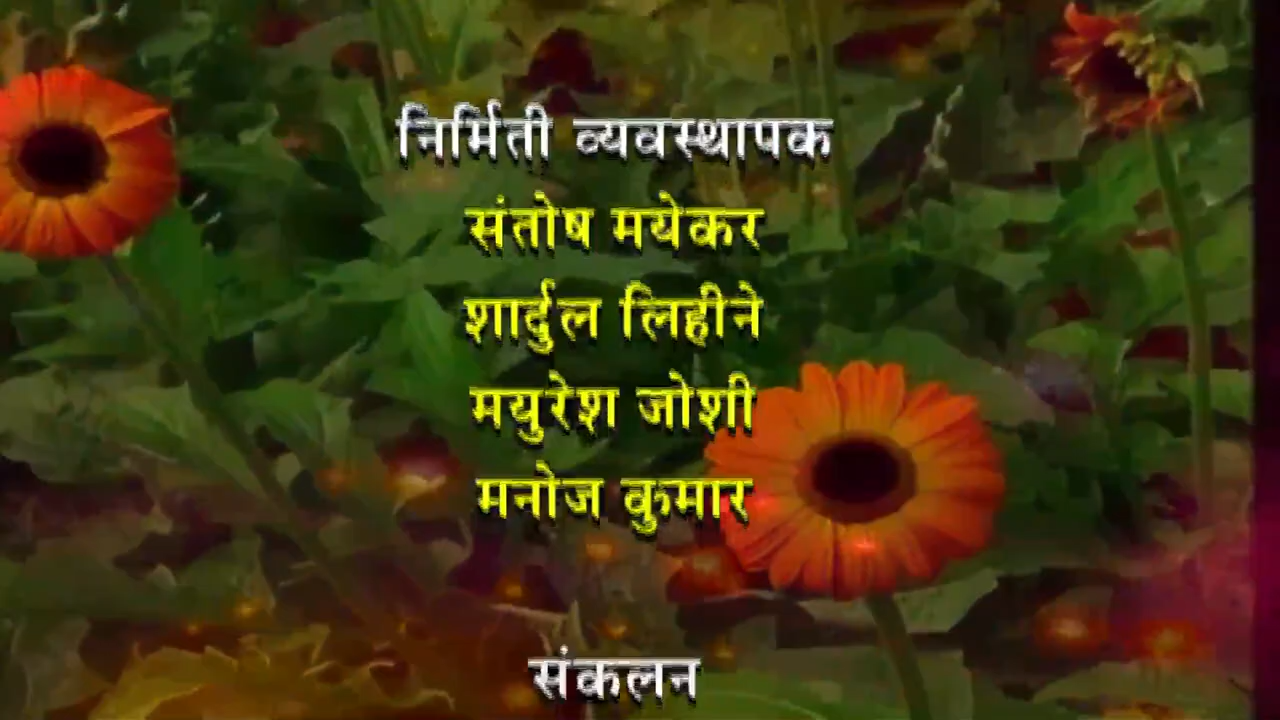 निर्मिती व्यवस्थापक
संतोष मयेकर
शार्दुल लिहीने
मयुरेश जोशी
मनोज कुमार
संकलन